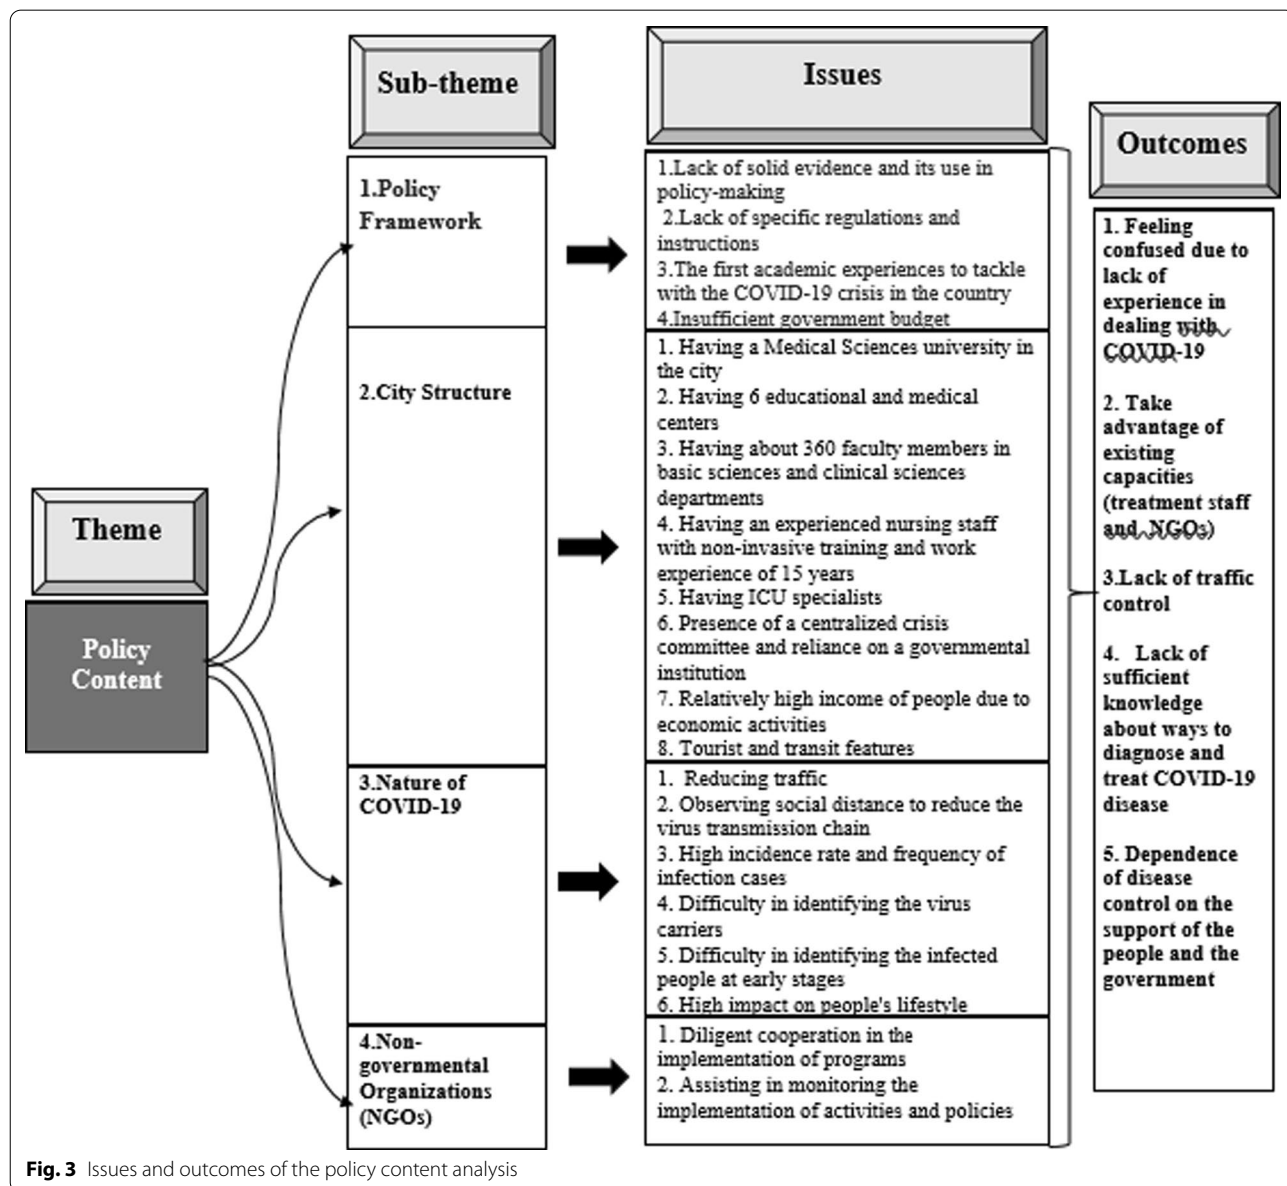 Theme
Policy
Content
Sub-theme
1.Policy
Framework
2.City Structure
3.Nature of
COVID-19
4.Non-
governmental
Organizations
(NGOs)
Issues
1.Lack of solid evidence and its use in
policy-making
2.Lack of specific regulations and
instructions
3.The first academic experiences to tackle
with the COVID-19 crisis in the country
4.Insufficient government budget
1. Having a Medical Sciences university in
the city
2. Having 6 educational and medical
centers
3. Having about 360 faculty members in
basic sciences and clinical sciences
departments
4. Having an experienced nursing staff
with non-invasive training and work
experience of 15 years
5. Having ICU specialists
6. Presence of a centralized crisis
committee and reliance on a governmental
institution
7. Relatively high income of people due to
economic activities
8. Tourist and transit features
1. Reducing traffic
2. Observing social distance to reduce the
virus transmission chain
3. High incidence rate and frequency of
infection cases
4. Difficulty in identifying the virus
carriers
5. Difficulty in identifying the infected
people at early stages
6. High impact on people's lifestyle
1. Diligent cooperation in the
implementation of programs
2. Assisting in monitoring the
implementation of activities and policies
Outcomes
1. Feeling
confused due to
lack of
experience in
dealing with
COVID-19
2. Take
advantage of
existing
capacities
(treatment staff
and NGOs)
3.Lack of traffic
control
4. Lack of
sufficient
knowledge
about ways to
diagnose and
treat COVID-19
disease
5. Dependence
of disease
control on the
support of the
people and the
government
Fig. 3 Issues and outcomes of the policy content analysis